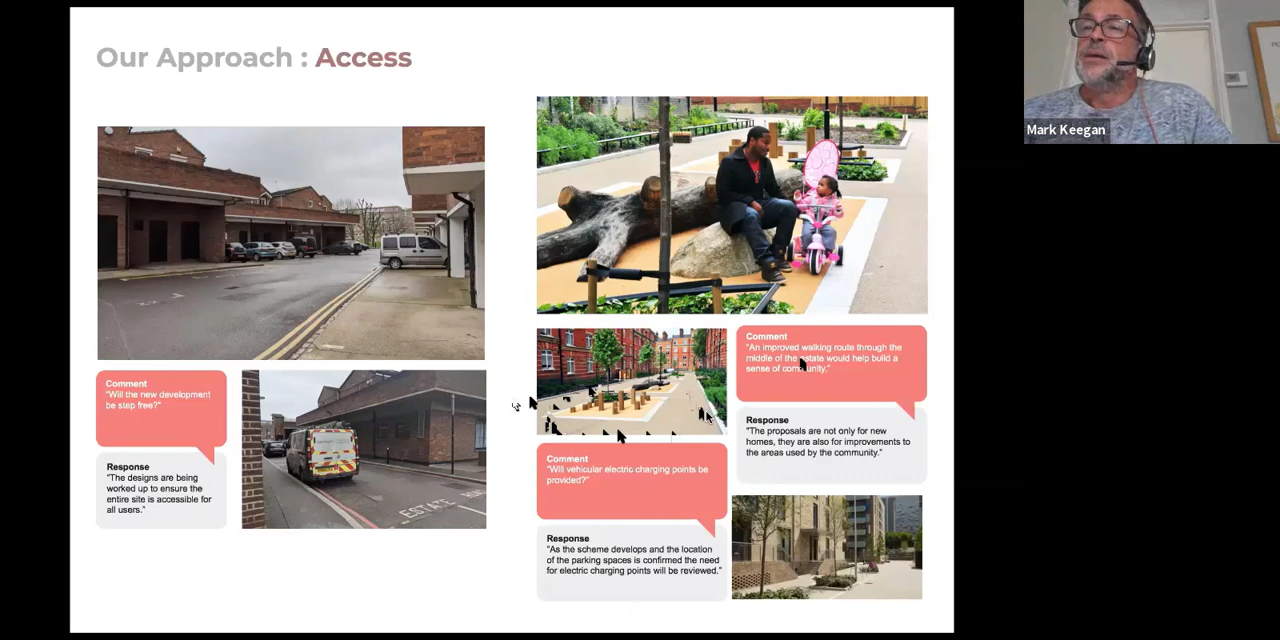 Our Approach : Access
Comment
"Will the new development
be step free?"
Response
"The designs are being
worked up to ensure the
entire site is accessible for
all users."
ESTATE
Comment
"An improved walking route through the
middle of the estate would help build a
sense of community."
Response
"The proposals are not only for new
homes, they are also for improvements to
the areas used by the community."
Comment
"Will vehicular electric charging points be
provided?"
Response
"As the scheme develops and the location
of the parking spaces is confirmed the need
for electric charging points will be reviewed."
Mark Keegan